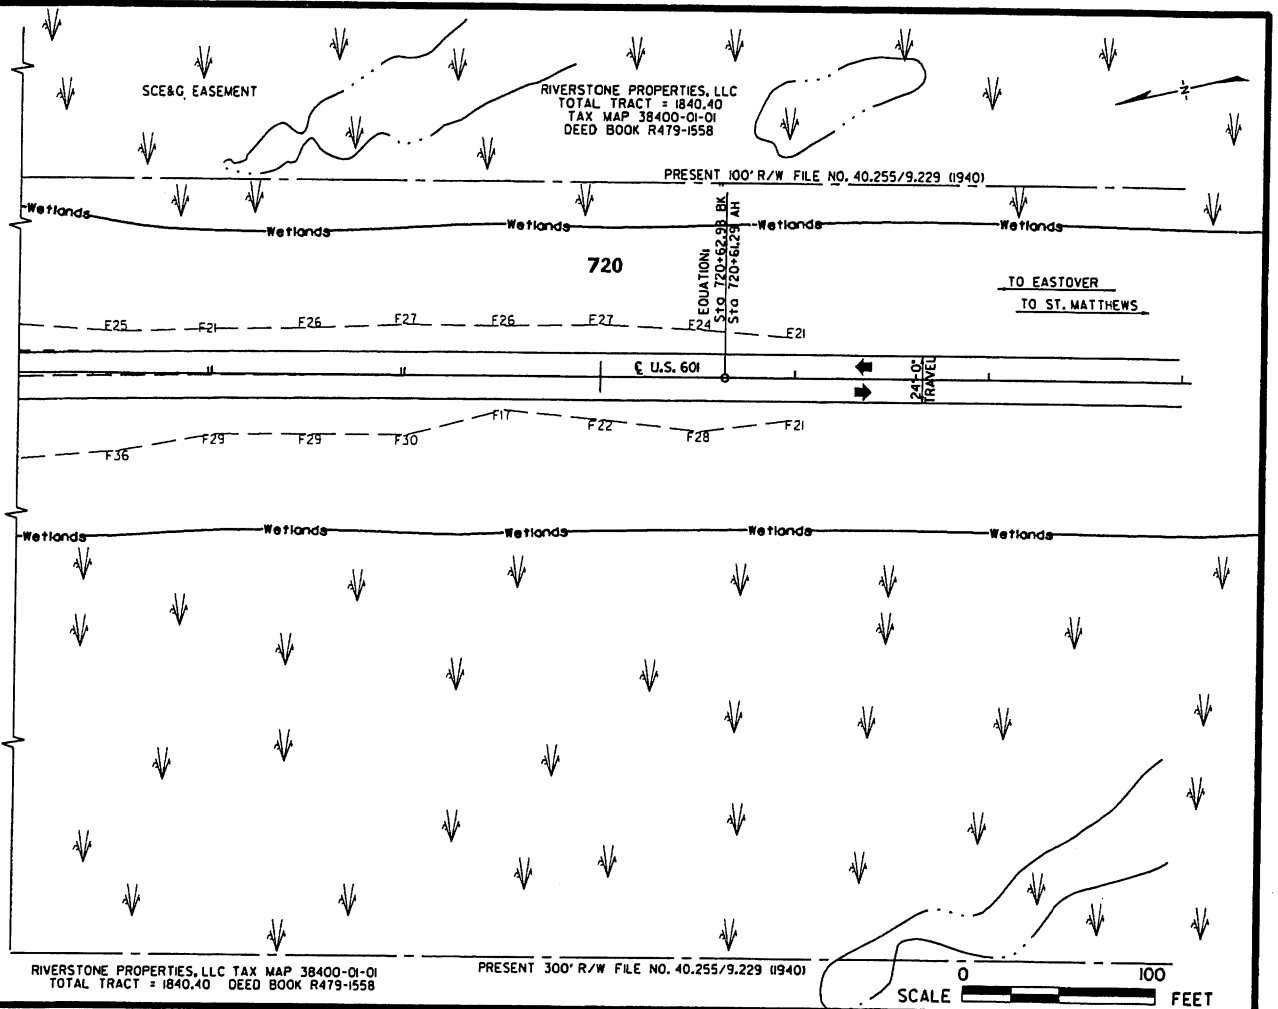 SCE&G EASEMENT
RIVERSTONE PROPERTIES, LLC
TOTAL TRACT = 1840.40
TAX MAP 38400-01-01
DEED BOOK R479-1558
N
PRESENT 100' R/W FILE NO. 40.255/9.229 (1940)
Wetlands
Wetlands
Wetlands
Wetlands
Wetlands
720
EQUATION:
Sta 720+62.98 BK
Sta 720+61.29 AH
TO EASTOVER
TO ST. MATTHEWS
F25 F21 F26 F27 F26 F27 F24 F21
℄ U.S. 601
24'-0"
TRAVEL
F36 F29 F29 F30 F17 F22 F28 F21
Wetlands
Wetlands
Wetlands
Wetlands
Wetlands
RIVERSTONE PROPERTIES, LLC TAX MAP 38400-01-01
TOTAL TRACT = 1840.40 DEED BOOK R479-1558
PRESENT 300' R/W FILE NO. 40.255/9.229 (1940)
0 100
SCALE FEET